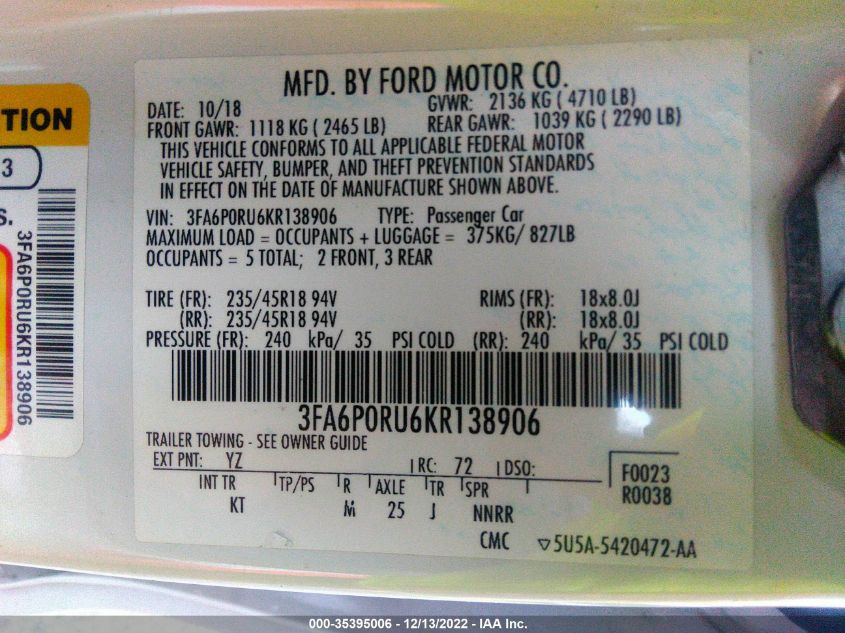 TION
3
S.
3FA6P0RU6KR138906
MFD. BY FORD MOTOR CO.
DATE: 10/18 GVWR: 2136 KG ( 4710 LB)
FRONT GAWR: 1118 KG ( 2465 LB) REAR GAWR: 1039 KG ( 2290 LB)
THIS VEHICLE CONFORMS TO ALL APPLICABLE FEDERAL MOTOR
VEHICLE SAFETY, BUMPER, AND THEFT PREVENTION STANDARDS
IN EFFECT ON THE DATE OF MANUFACTURE SHOWN ABOVE.
VIN: 3FA6P0RU6KR138906 TYPE: Passenger Car
MAXIMUM LOAD = OCCUPANTS + LUGGAGE = 375KG/ 827LB
OCCUPANTS = 5 TOTAL; 2 FRONT, 3 REAR
TIRE (FR): 235/45R18 94V RIMS (FR): 18x8.0J
(RR): 235/45R18 94V (RR): 18x8.0J
PRESSURE (FR): 240 kPa/ 35 PSI COLD (RR): 240 kPa/ 35 PSI COLD
3FA6P0RU6KR138906
TRAILER TOWING - SEE OWNER GUIDE
EXT PNT: YZ RC: 72 DSO: F0023
INT TR TP/PS R AXLE TR SPR R0038
KT M 25 J NNRR
CMC ▽5U5A-5420472-AA
000-35395006 - 12/13/2022 - IAA Inc.